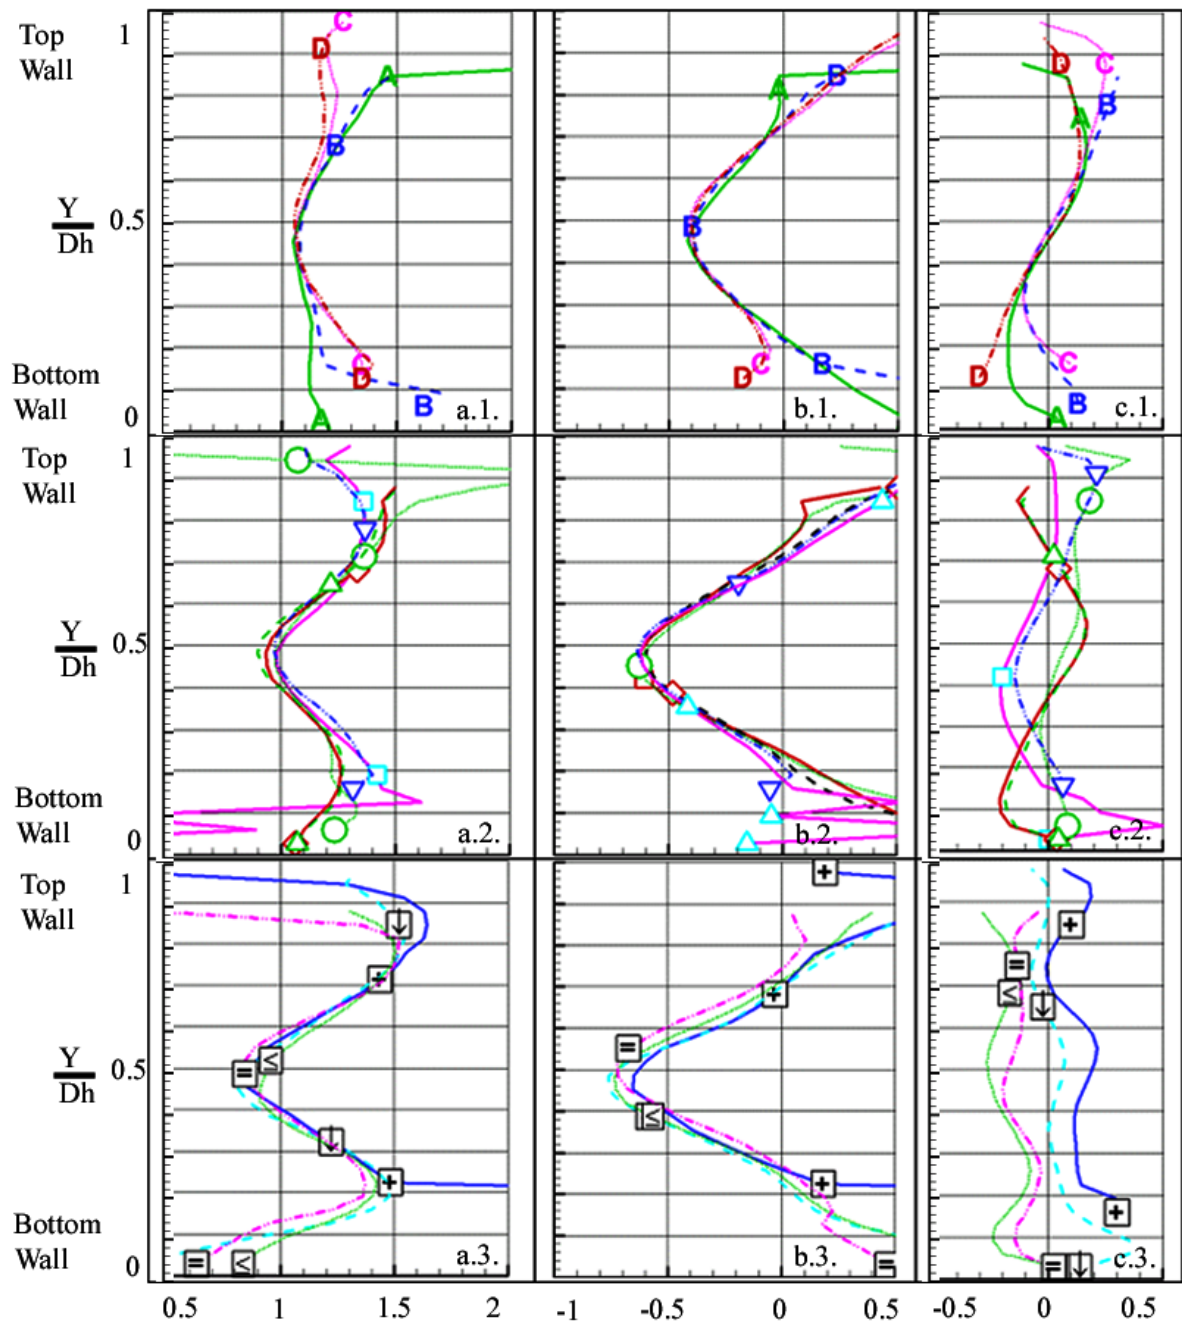 Top 1 C
Wall D A B
B A D C
B B A
Y 0.5 B
Dh
Bottom C C C
Wall D D B D
0 A B a.1. b.1. A B c.1.
Top 1
Wall
Y 0.5
Dh
Bottom
Wall 0 a.2. b.2. c.2.
Top 1 +
Wall ↓ +
+ + = ≤ ↓
Y 0.5 = ≤ = ≤
Dh ↓
+ + +
Bottom
Wall 0 = ≤ a.3. b.3. = = ↓ c.3.
0.5 1 1.5 2 -1 -0.5 0 0.5 -0.5 0 0.5